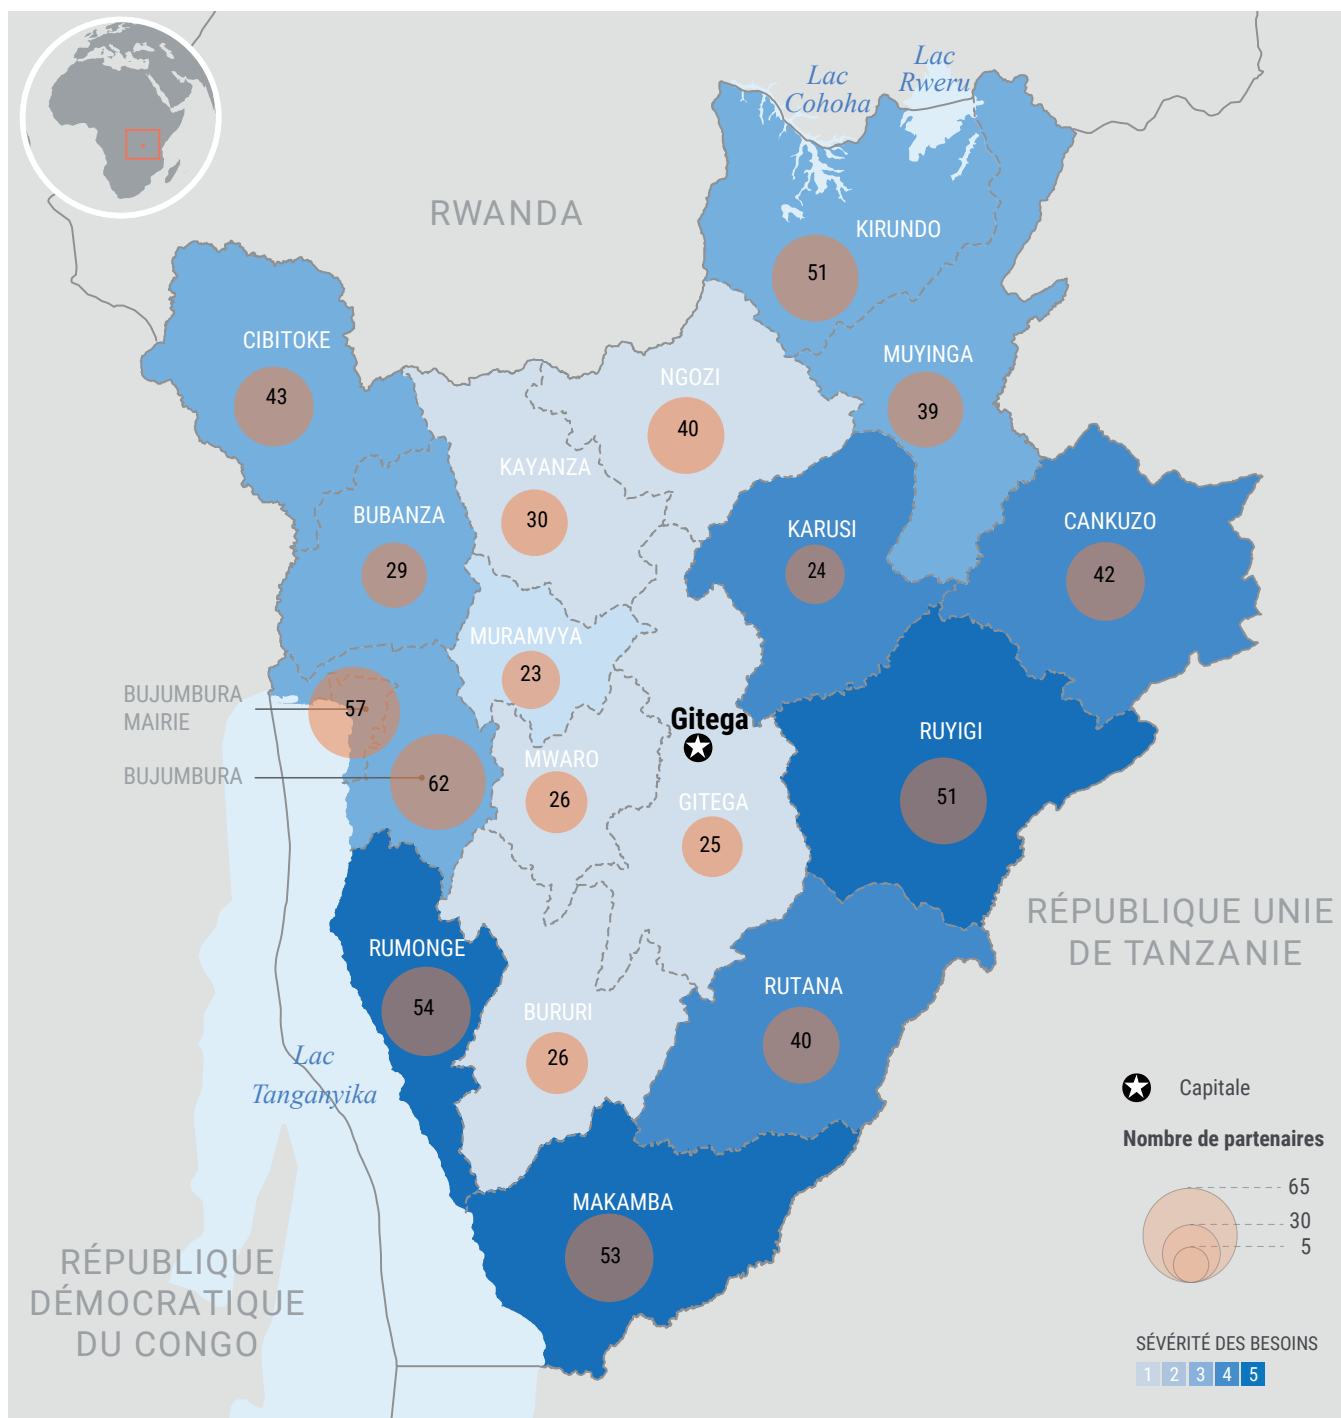 Lac
Rweru
Lac
Cohoha
RWANDA
KIRUNDO
51
CIBITOKE
43
MUYINGA
39
NGOZI
40
KAYANZA
30
BUBANZA
29
KARUSI
24
CANKUZO
42
MURAMVYA
23
BUJUMBURA
MAIRIE
57
Gitega
RUYIGI
51
BUJUMBURA
62
MWARO
26
GITEGA
25
RÉPUBLIQUE UNIE
DE TANZANIE
RUMONGE
54
RUTANA
40
BURURI
26
Lac
Tanganyika
MAKAMBA
53
RÉPUBLIQUE
DÉMOCRATIQUE
DU CONGO
Capitale
Nombre de partenaires
65
30
5
SÉVÉRITÉ DES BESOINS
1 2 3 4 5